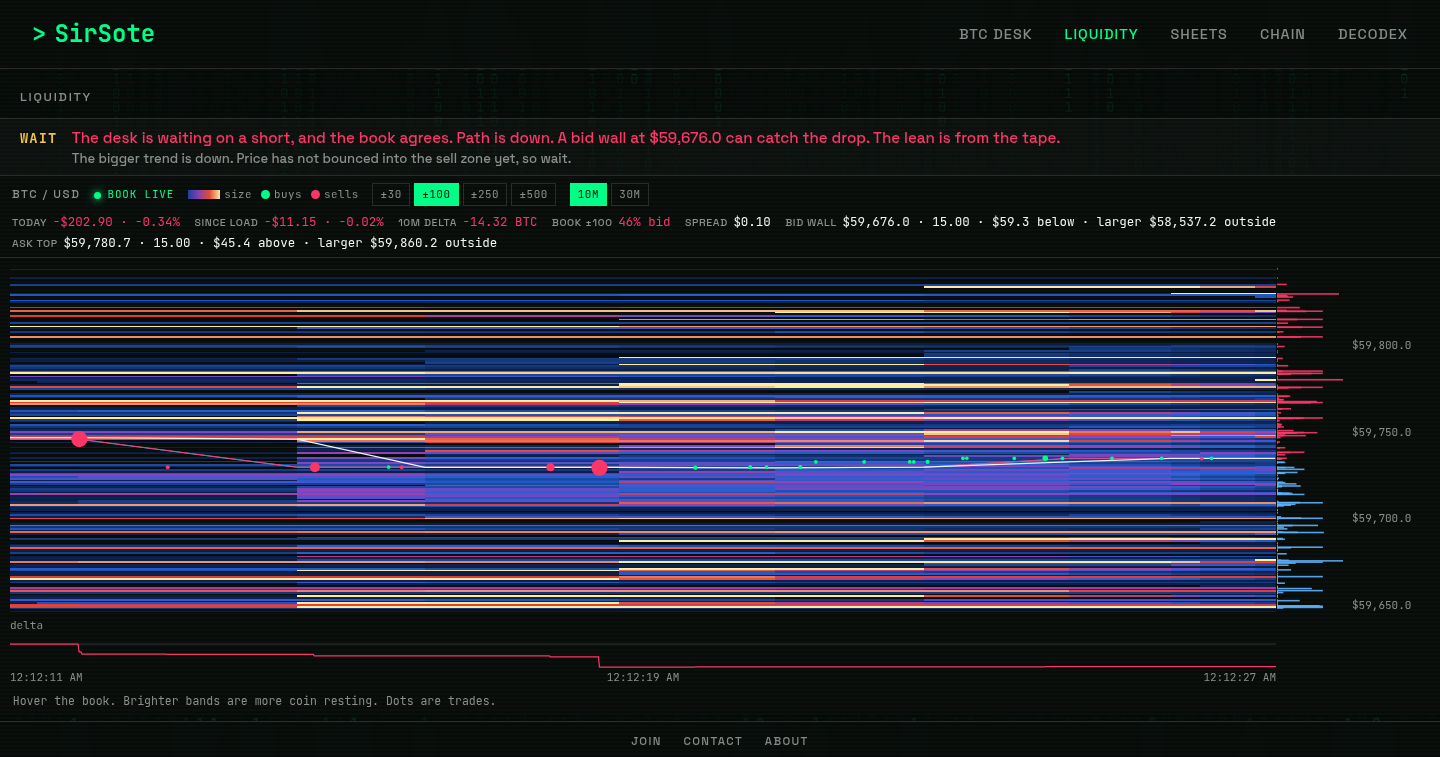 > SirSote
BTC DESK LIQUIDITY SHEETS CHAIN DECODEX
LIQUIDITY
WAIT The desk is waiting on a short, and the book agrees. Path is down. A bid wall at $59,676.0 can catch the drop. The lean is from the tape.
The bigger trend is down. Price has not bounced into the sell zone yet, so wait.
BTC / USD BOOK LIVE size buys sells ±30 ±100 ±250 ±500 10M 30M
TODAY -$202.90 · -0.34% SINCE LOAD -$11.15 · -0.02% 10M DELTA -14.32 BTC BOOK ±100 46% bid SPREAD $0.10 BID WALL $59,676.0 · 15.00 · $59.3 below · larger $58,537.2 outside
ASK TOP $59,780.7 · 15.00 · $45.4 above · larger $59,860.2 outside
$59,800.0
$59,750.0
$59,700.0
$59,650.0
delta
12:12:11 AM 12:12:19 AM 12:12:27 AM
Hover the book. Brighter bands are more coin resting. Dots are trades.
JOIN CONTACT ABOUT